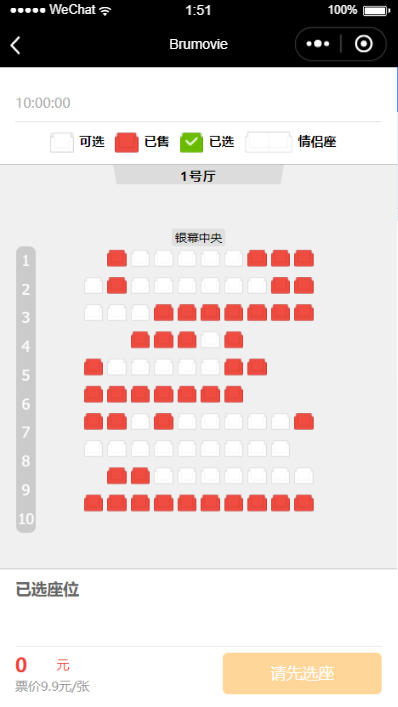 WeChat 1:51 100%
Brumovie
10:00:00
可选 已售 已选 情侣座
1号厅
银幕中央
1
2
3
4
5
6
7
8
9
10
已选座位
0 元
票价9.9元/张
请先选座